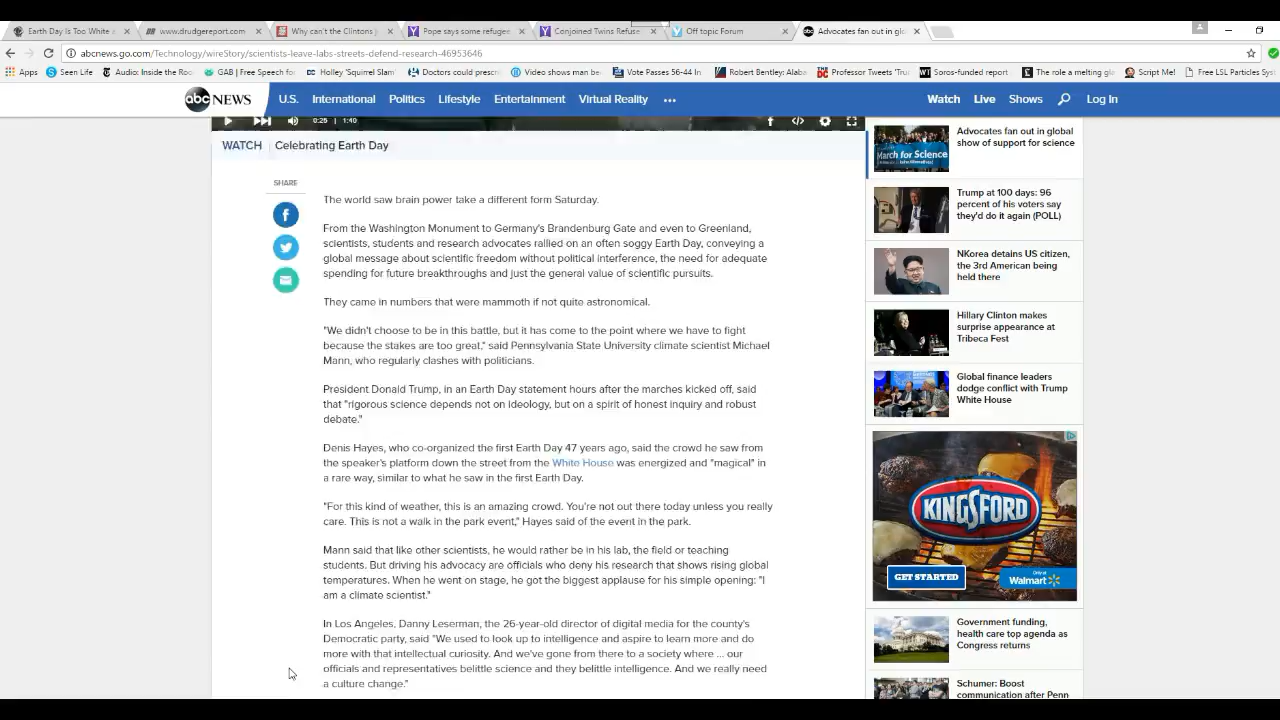 Earth Day Is Too White a
www.drudgereport.com
Why can't the Clintons j
Pope says some refugee
Conjoined Twins Refuse
Off topic Forum
Advocates fan out in glo
abcnews.go.com/Technology/wireStory/scientists-leave-labs-streets-defend-research-46953646
Apps
Seen Life
Audio: Inside the Roo
GAB | Free Speech fo
Holley 'Squirrel Slam'
Doctors could prescr
Video shows man be
Vote Passes 56-44 In
Robert Bentley: Alaba
Professor Tweets 'Tru
Soros-funded report
The role a melting gl
Script Me!
Free LSL Particles Sys
abc NEWS
U.S.
International
Politics
Lifestyle
Entertainment
Virtual Reality
Watch
Live
Shows
Log In
0:25 | 1:40
WATCH | Celebrating Earth Day
SHARE
The world saw brain power take a different form Saturday.
From the Washington Monument to Germany's Brandenburg Gate and even to Greenland,
scientists, students and research advocates rallied on an often soggy Earth Day, conveying a
global message about scientific freedom without political interference, the need for adequate
spending for future breakthroughs and just the general value of scientific pursuits.
They came in numbers that were mammoth if not quite astronomical.
"We didn't choose to be in this battle, but it has come to the point where we have to fight
because the stakes are too great," said Pennsylvania State University climate scientist Michael
Mann, who regularly clashes with politicians.
President Donald Trump, in an Earth Day statement hours after the marches kicked off, said
that "rigorous science depends not on ideology, but on a spirit of honest inquiry and robust
debate."
Denis Hayes, who co-organized the first Earth Day 47 years ago, said the crowd he saw from
the speaker's platform down the street from the White House was energized and "magical" in
a rare way, similar to what he saw in the first Earth Day.
"For this kind of weather, this is an amazing crowd. You're not out there today unless you really
care. This is not a walk in the park event," Hayes said of the event in the park.
Mann said that like other scientists, he would rather be in his lab, the field or teaching
students. But driving his advocacy are officials who deny his research that shows rising global
temperatures. When he went on stage, he got the biggest applause for his simple opening: "I
am a climate scientist."
In Los Angeles, Danny Leserman, the 26-year-old director of digital media for the county's
Democratic party, said "We used to look up to intelligence and aspire to learn more and do
more with that intellectual curiosity. And we've gone from there to a society where ... our
officials and representatives belittle science and they belittle intelligence. And we really need
a culture change."
March for Science
Advocates fan out in global
show of support for science
Trump at 100 days: 96
percent of his voters say
they'd do it again (POLL)
NKorea detains US citizen,
the 3rd American being
held there
Hillary Clinton makes
surprise appearance at
Tribeca Fest
Global finance leaders
dodge conflict with Trump
White House
KINGSFORD
GET STARTED
Only at
Walmart
Government funding,
health care top agenda as
Congress returns
Schumer: Boost
communication after Penn